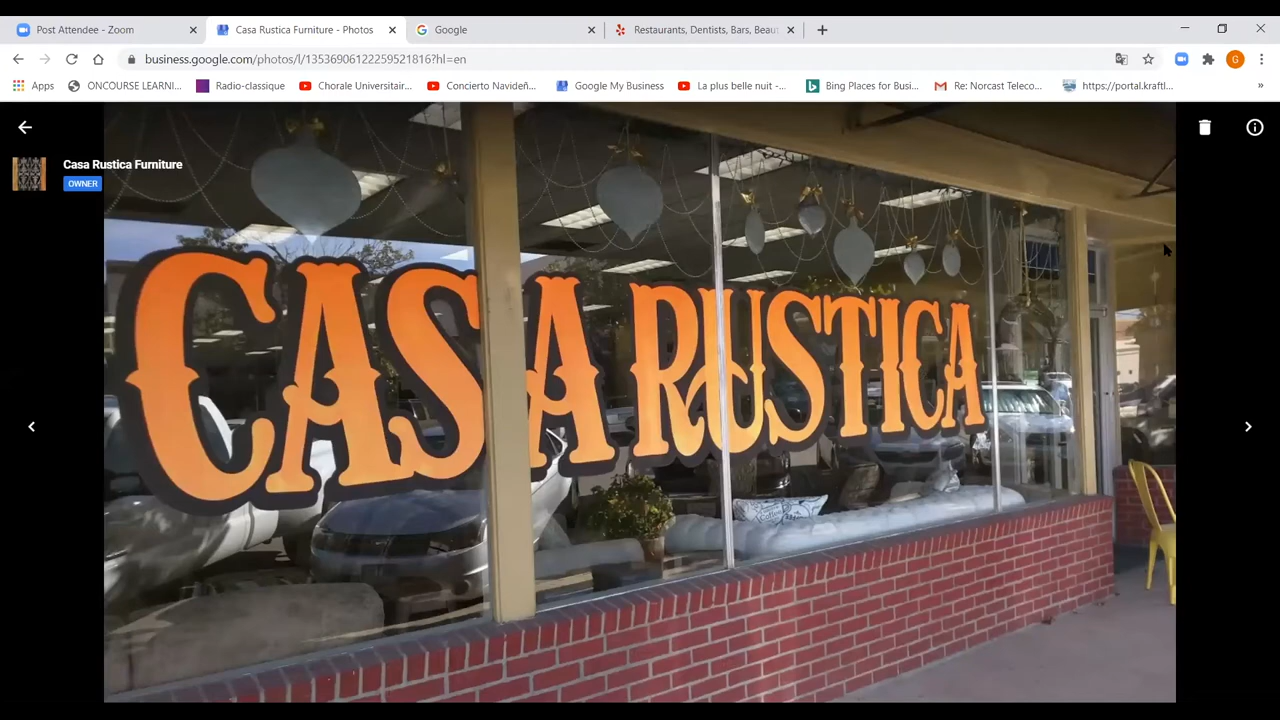 Post Attendee - Zoom
Casa Rustica Furniture - Photos
Google
Restaurants, Dentists, Bars, Beau
business.google.com/photos/l/13536906122259521816?hl=en
G
Apps
ONCOURSE LEARNI...
Radio-classique
Chorale Universitair...
Concierto Navideñ...
Google My Business
La plus belle nuit -...
Bing Places for Busi...
Re: Norcast Teleco...
https://portal.kraftl...
»
Casa Rustica Furniture
OWNER
CASA RUSTICA